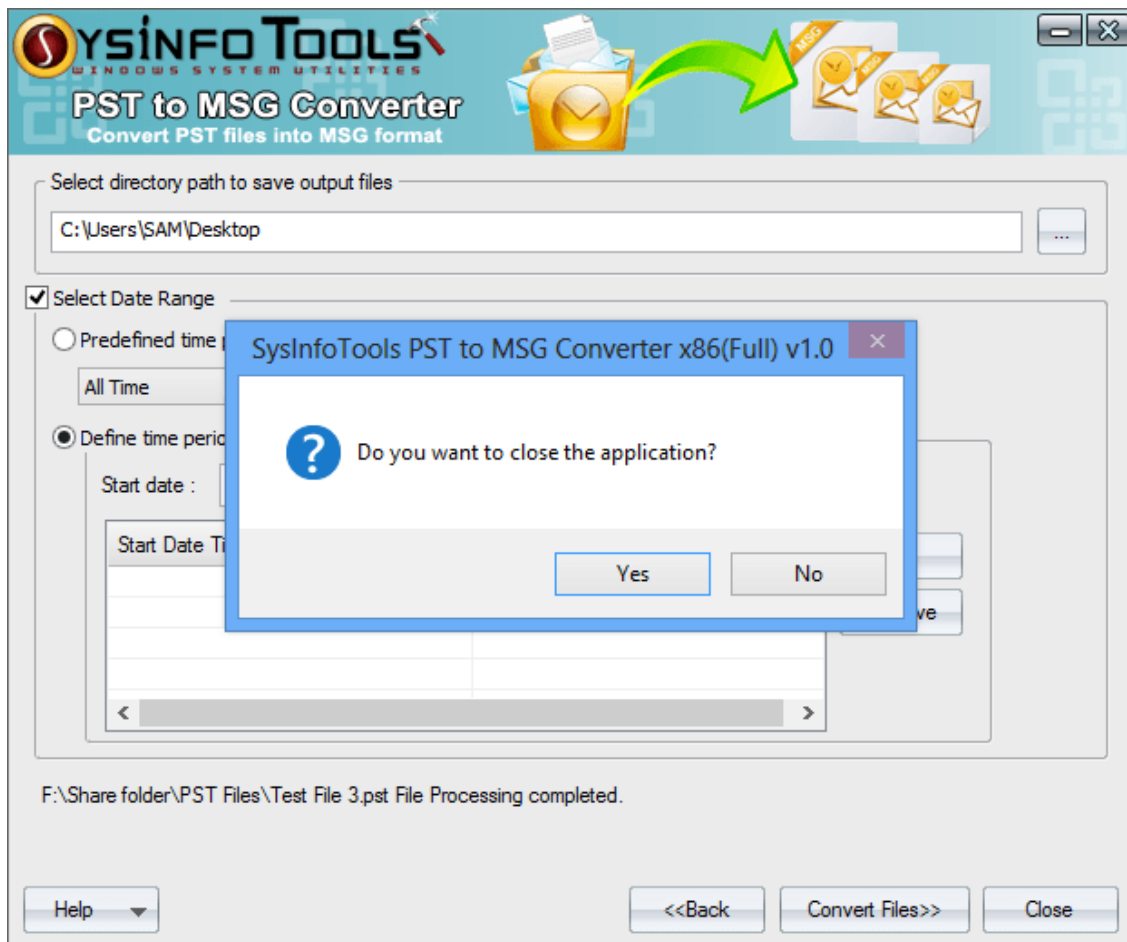 SYSINFO TOOLS
WINDOWS SYSTEM UTILITIES
PST to MSG Converter
Convert PST files into MSG format
MSG
MSG
MSG
Select directory path to save output files
C:\Users\SAM\Desktop
...
Select Date Range
Predefined time
All Time
SysInfoTools PST to MSG Converter x86(Full) v1.0
Do you want to close the application?
Yes No
Define time perio
Start date :
Start Date Ti
ve
F:\Share folder\PST Files\Test File 3.pst File Processing completed.
Help <<Back Convert Files>> Close